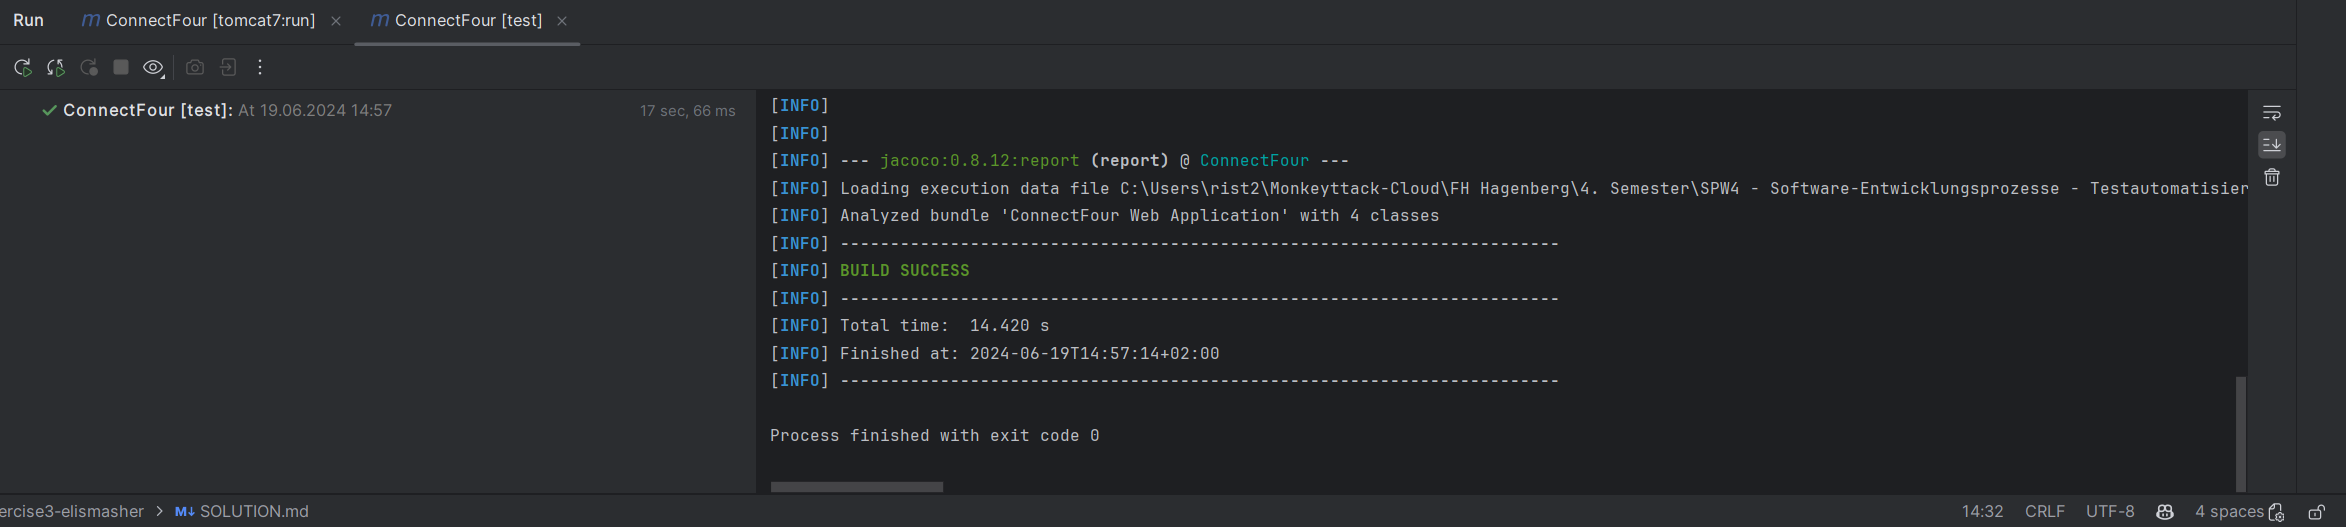 Run ConnectFour [tomcat7:run] ConnectFour [test]
ConnectFour [test]: At 19.06.2024 14:57 17 sec, 66 ms
[INFO]
[INFO]
[INFO] --- jacoco:0.8.12:report (report) @ ConnectFour ---
[INFO] Loading execution data file C:\Users\rist2\Monkeyttack-Cloud\FH Hagenberg\4. Semester\SPW4 - Software-Entwicklungsprozesse - Testautomatisier
[INFO] Analyzed bundle 'ConnectFour Web Application' with 4 classes
[INFO] ------------------------------------------------------------------------
[INFO] BUILD SUCCESS
[INFO] ------------------------------------------------------------------------
[INFO] Total time:  14.420 s
[INFO] Finished at: 2024-06-19T14:57:14+02:00
[INFO] ------------------------------------------------------------------------
Process finished with exit code 0
ercise3-elismasher > M↓ SOLUTION.md 14:32 CRLF UTF-8 4 spaces